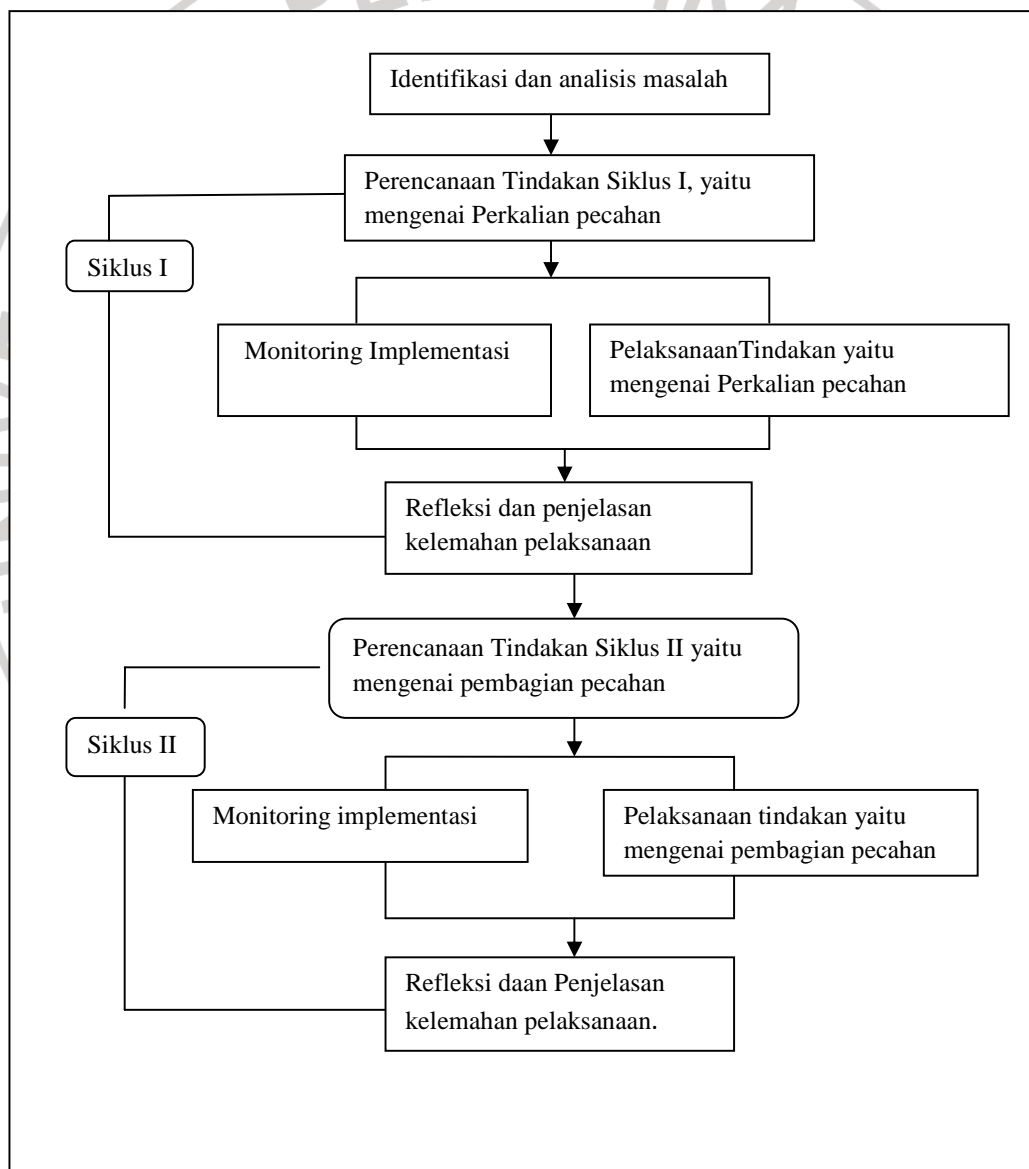 Identifikasi dan analisis masalah
Perencanaan Tindakan Siklus I, yaitu
mengenai Perkalian pecahan
Siklus I
Monitoring Implementasi
PelaksanaanTindakan yaitu
mengenai Perkalian pecahan
Refleksi dan penjelasan
kelemahan pelaksanaan
Perencanaan Tindakan Siklus II yaitu
mengenai pembagian pecahan
Siklus II
Monitoring implementasi
Pelaksanaan tindakan yaitu
mengenai pembagian pecahan
Refleksi daan Penjelasan
kelemahan pelaksanaan.